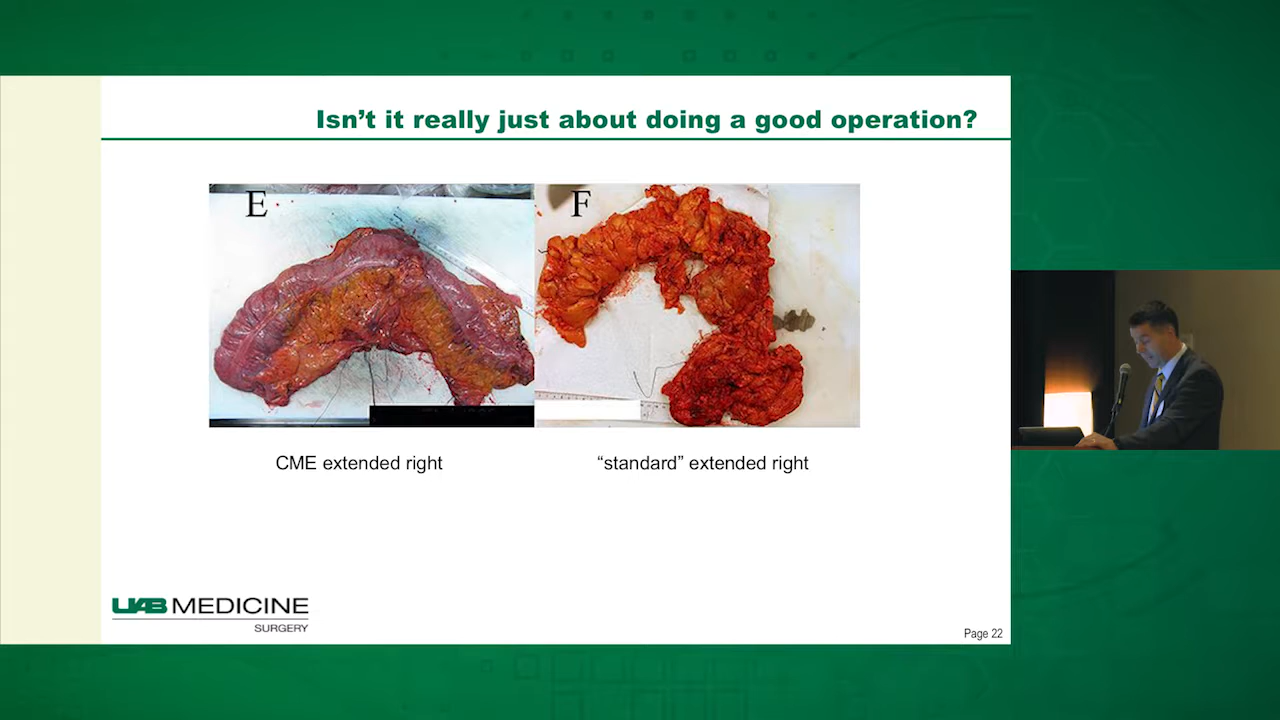 Isn't it really just about doing a good operation?
E
F
CME extended right
“standard” extended right
UAB MEDICINE
SURGERY
Page 22